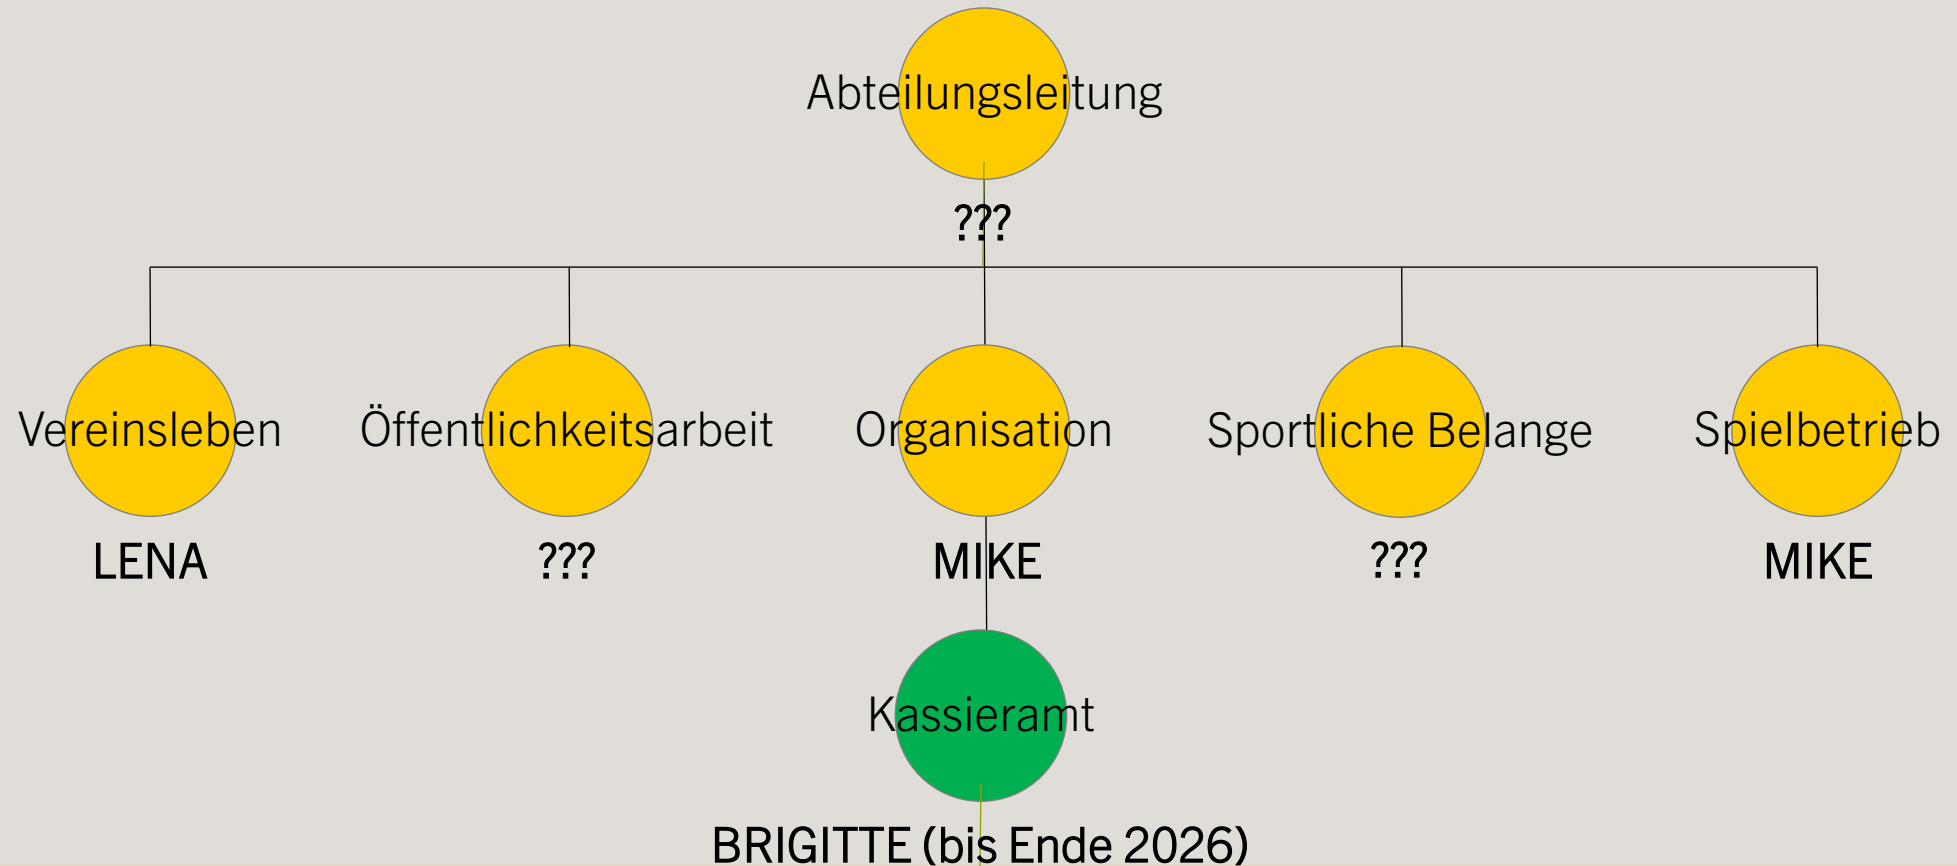 Abteilungsleitung
???
Vereinsleben
Öffentlichkeitsarbeit
Organisation
Sportliche Belange
Spielbetrieb
LENA
???
MIKE
???
MIKE
Kassieramt
BRIGITTE (bis Ende 2026)